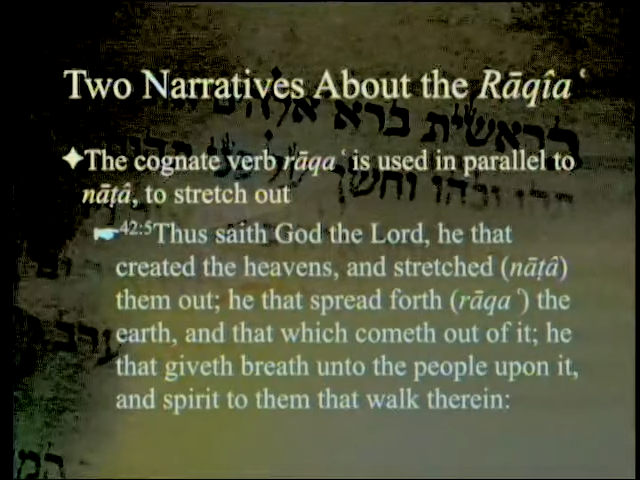 Two Narratives About the Rāqîaʿ
✦The cognate verb rāqaʿ is used in parallel to
nāṭâ, to stretch out
☛42:5Thus saith God the Lord, he that
created the heavens, and stretched (nāṭâ)
them out; he that spread forth (rāqaʿ) the
earth, and that which cometh out of it; he
that giveth breath unto the people upon it,
and spirit to them that walk therein:
בראשית ברא אלהים